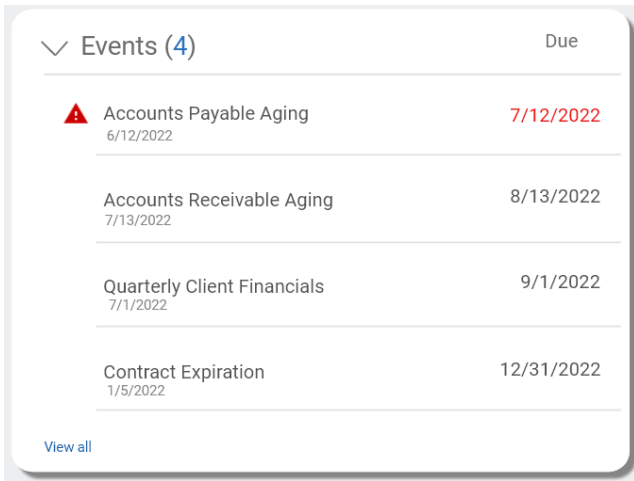 Events (4) Due
Accounts Payable Aging 7/12/2022
6/12/2022
Accounts Receivable Aging 8/13/2022
7/13/2022
Quarterly Client Financials 9/1/2022
7/1/2022
Contract Expiration 12/31/2022
1/5/2022
View all